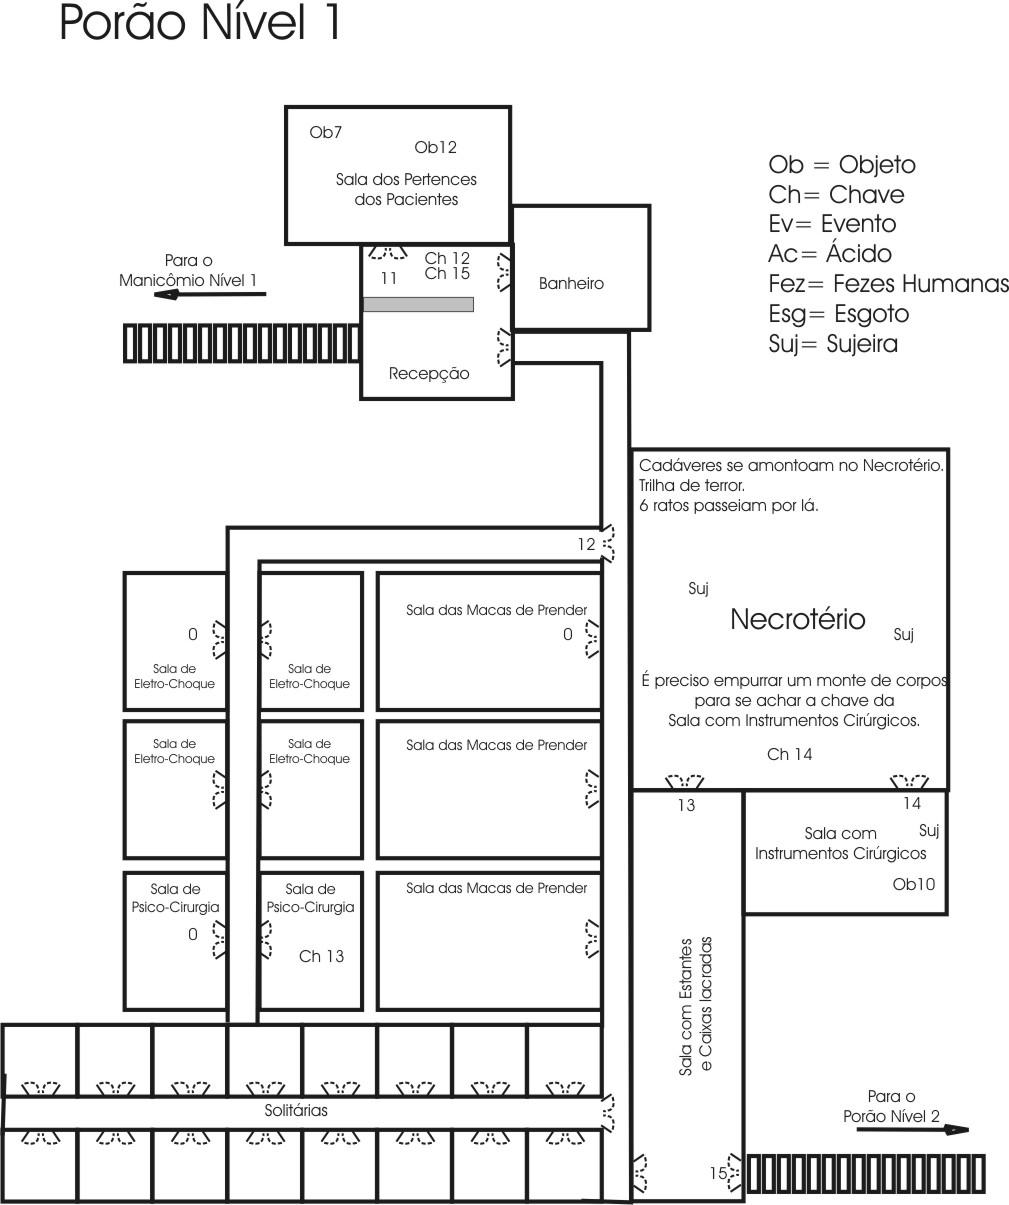 Porão Nível 1
Ob7
Ob12
Sala dos Pertences
dos Pacientes
Ob = Objeto
Ch= Chave
Ev= Evento
Ac= Ácido
Fez= Fezes Humanas
Esg= Esgoto
Suj= Sujeira
Para o
Manicômio Nível 1
11
Ch 12
Ch 15
Banheiro
Recepção
Cadáveres se amontoam no Necrotério.
Trilha de terror.
6 ratos passeiam por lá.
12
Suj
Necrotério
Suj
É preciso empurrar um monte de corpos
para se achar a chave da
Sala com Instrumentos Cirúrgicos.
Ch 14
13
14
0
Sala de
Eletro-Choque
Sala de
Eletro-Choque
Sala das Macas de Prender
0
Sala de
Eletro-Choque
Sala de
Eletro-Choque
Sala das Macas de Prender
Sala com
Instrumentos Cirúrgicos
Suj
Ob10
Sala de
Psico-Cirurgia
0
Sala de
Psico-Cirurgia
Ch 13
Sala das Macas de Prender
Sala com Estantes
e Caixas lacradas
Solitárias
Para o
Porão Nível 2
15